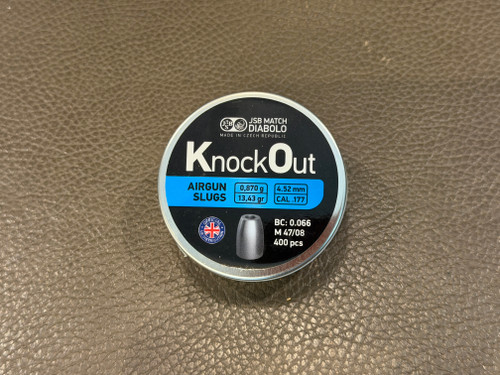 JSB MATCH
DIABOLO
MADE IN CZECH REPUBLIC
KnockOut
AIRGUN
SLUGS
0,870 g
13,43 gr
4.52 mm
CAL .177
BC: 0.066
M 47/08
400 pcs